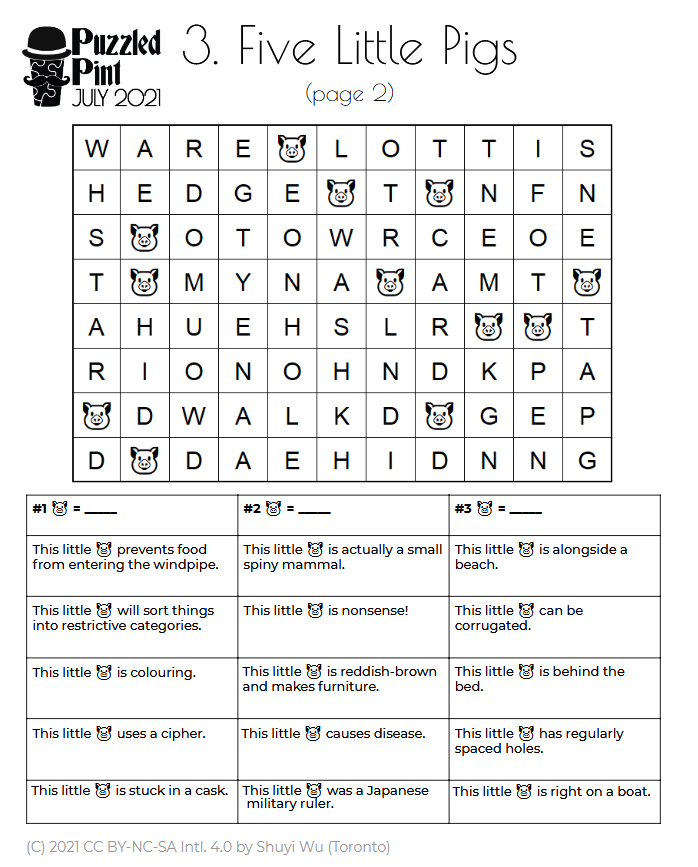 Puzzled
Pint
JULY 2021
3. Five Little Pigs
(page 2)
W A R E L O T T I S
H E D G E T N F N
S O T O W R C E O E
T M Y N A A M T
A H U E H S L R T
R I O N O H N D K P A
D W A L K D G E P
D D A E H I D N N G
#1 = _____ #2 = _____ #3 = _____
This little prevents food
from entering the windpipe.
This little is actually a small
spiny mammal.
This little is alongside a
beach.
This little will sort things
into restrictive categories.
This little is nonsense!
This little can be
corrugated.
This little is colouring.
This little is reddish-brown
and makes furniture.
This little is behind the
bed.
This little uses a cipher.
This little causes disease.
This little has regularly
spaced holes.
This little is stuck in a cask.
This little was a Japanese
military ruler.
This little is right on a boat.
(C) 2021 CC BY-NC-SA Intl. 4.0 by Shuyi Wu (Toronto)